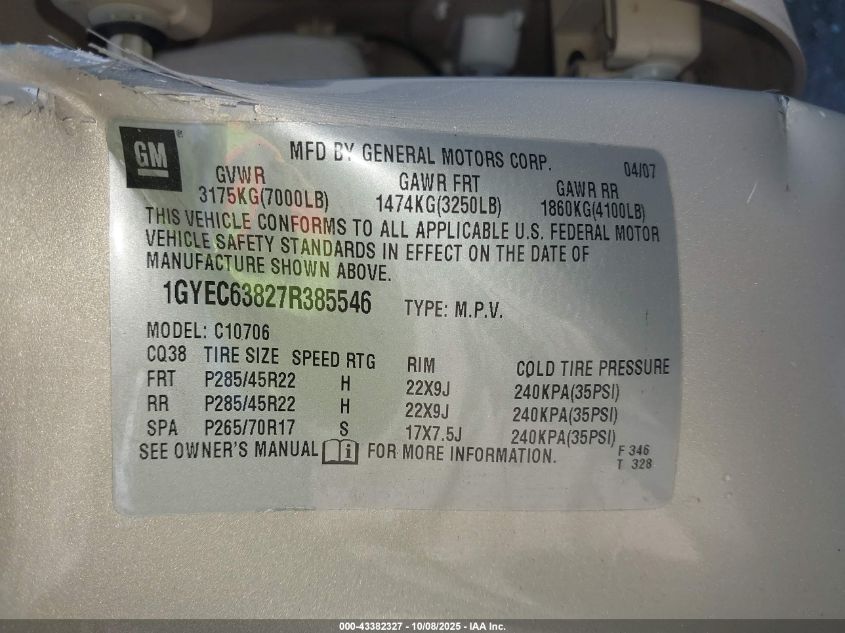 GM ®
MFD BY GENERAL MOTORS CORP. 04/07
GVWR GAWR FRT GAWR RR
3175KG(7000LB) 1474KG(3250LB) 1860KG(4100LB)
THIS VEHICLE CONFORMS TO ALL APPLICABLE U.S. FEDERAL MOTOR
VEHICLE SAFETY STANDARDS IN EFFECT ON THE DATE OF
MANUFACTURE SHOWN ABOVE.
1GYEC63827R385546 TYPE: M.P.V.
MODEL: C10706
CQ38 TIRE SIZE SPEED RTG RIM COLD TIRE PRESSURE
FRT P285/45R22 H 22X9J 240KPA(35PSI)
RR P285/45R22 H 22X9J 240KPA(35PSI)
SPA P265/70R17 S 17X7.5J 240KPA(35PSI)
SEE OWNER'S MANUAL i FOR MORE INFORMATION.
F 346
T 328
000-43382327 - 10/08/2025 - IAA Inc.